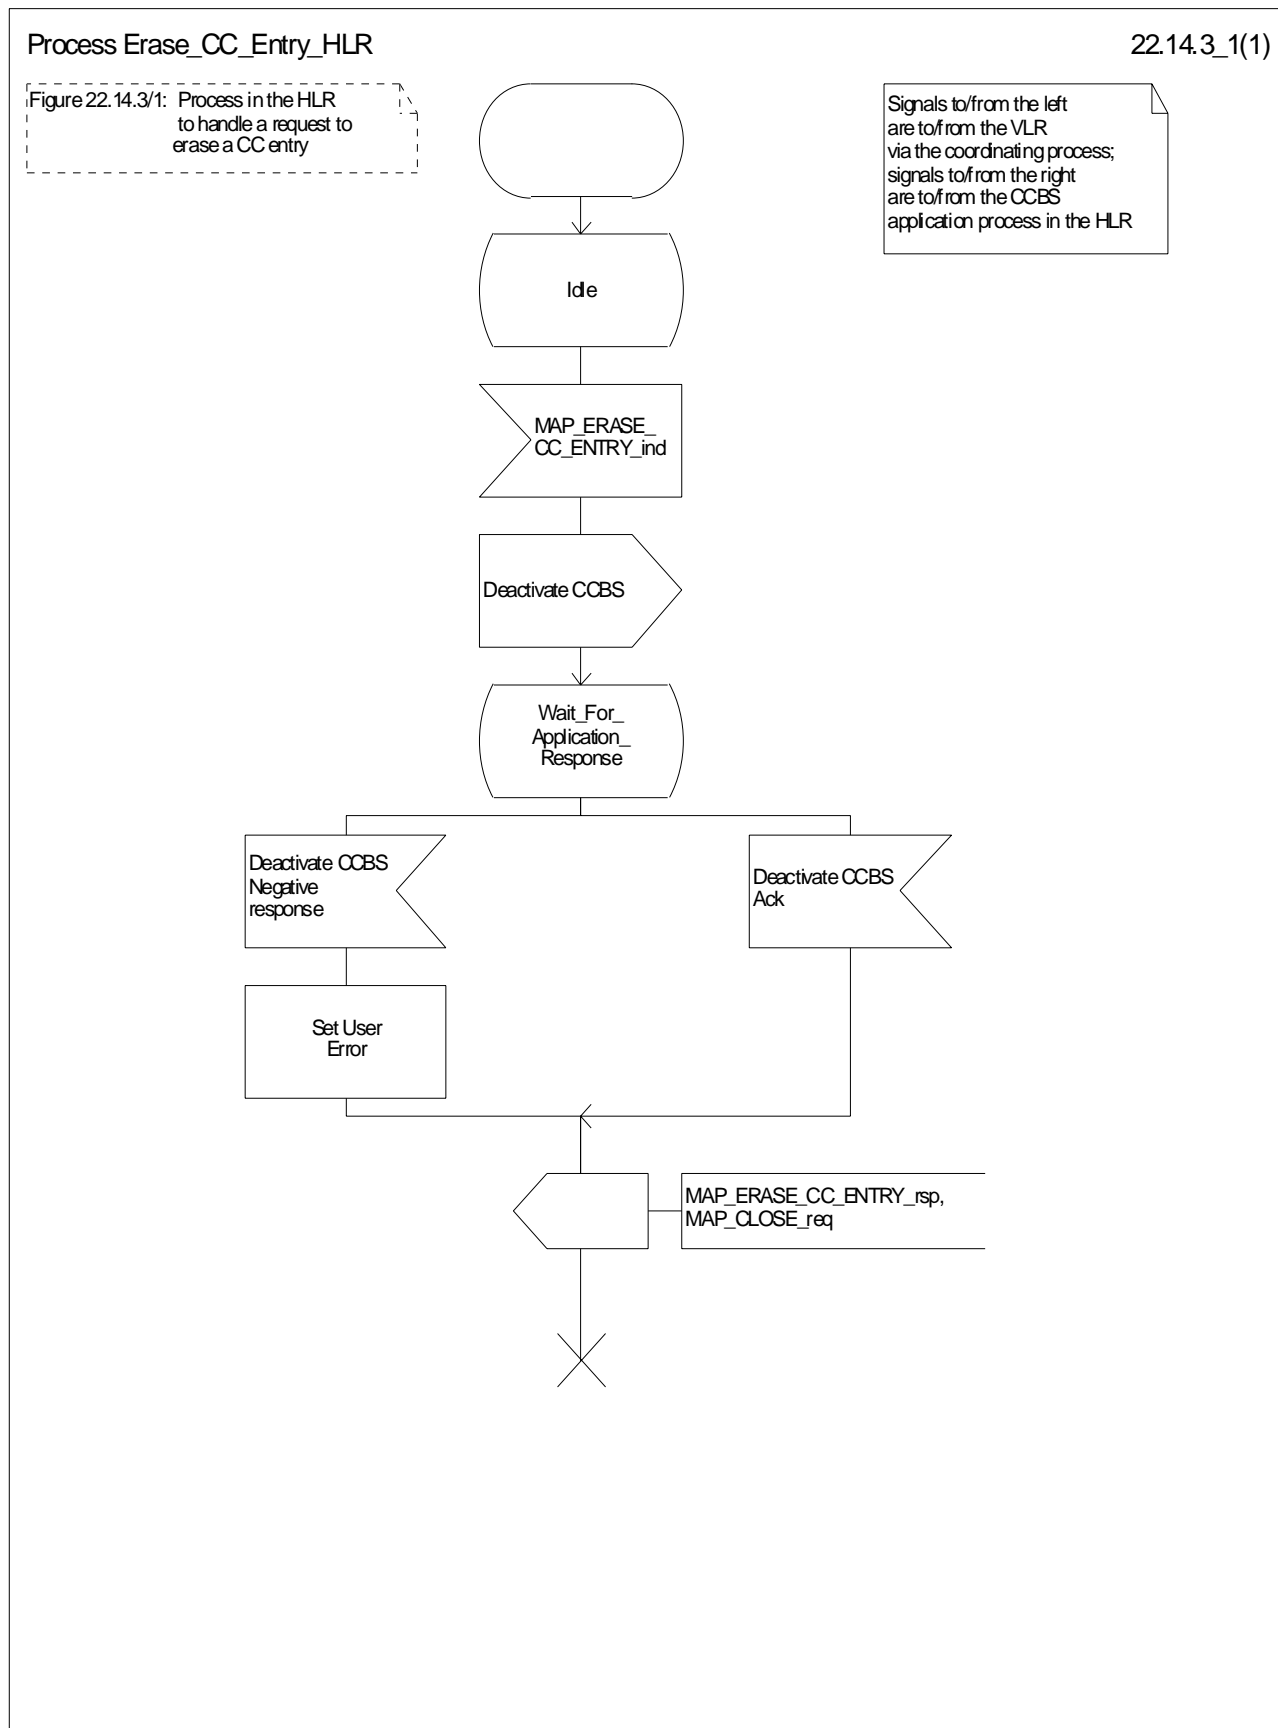 Process Erase_CC_Entry_HLR
22.14.3_1(1)
Figure 22.14.3/1: Process in the HLR
to handle a request to
erase a CC entry
Signals to/from the left
are to/from the VLR
via the coordinating process;
signals to/from the right
are to/from the CCBS
application process in the HLR
Idle
MAP_ERASE_
CC_ENTRY_ind
Deactivate CCBS
Wait_For_
Application_
Response
Deactivate CCBS
Negative
response
Deactivate CCBS
Ack
Set User
Error
MAP_ERASE_CC_ENTRY_rsp,
MAP_CLOSE_req